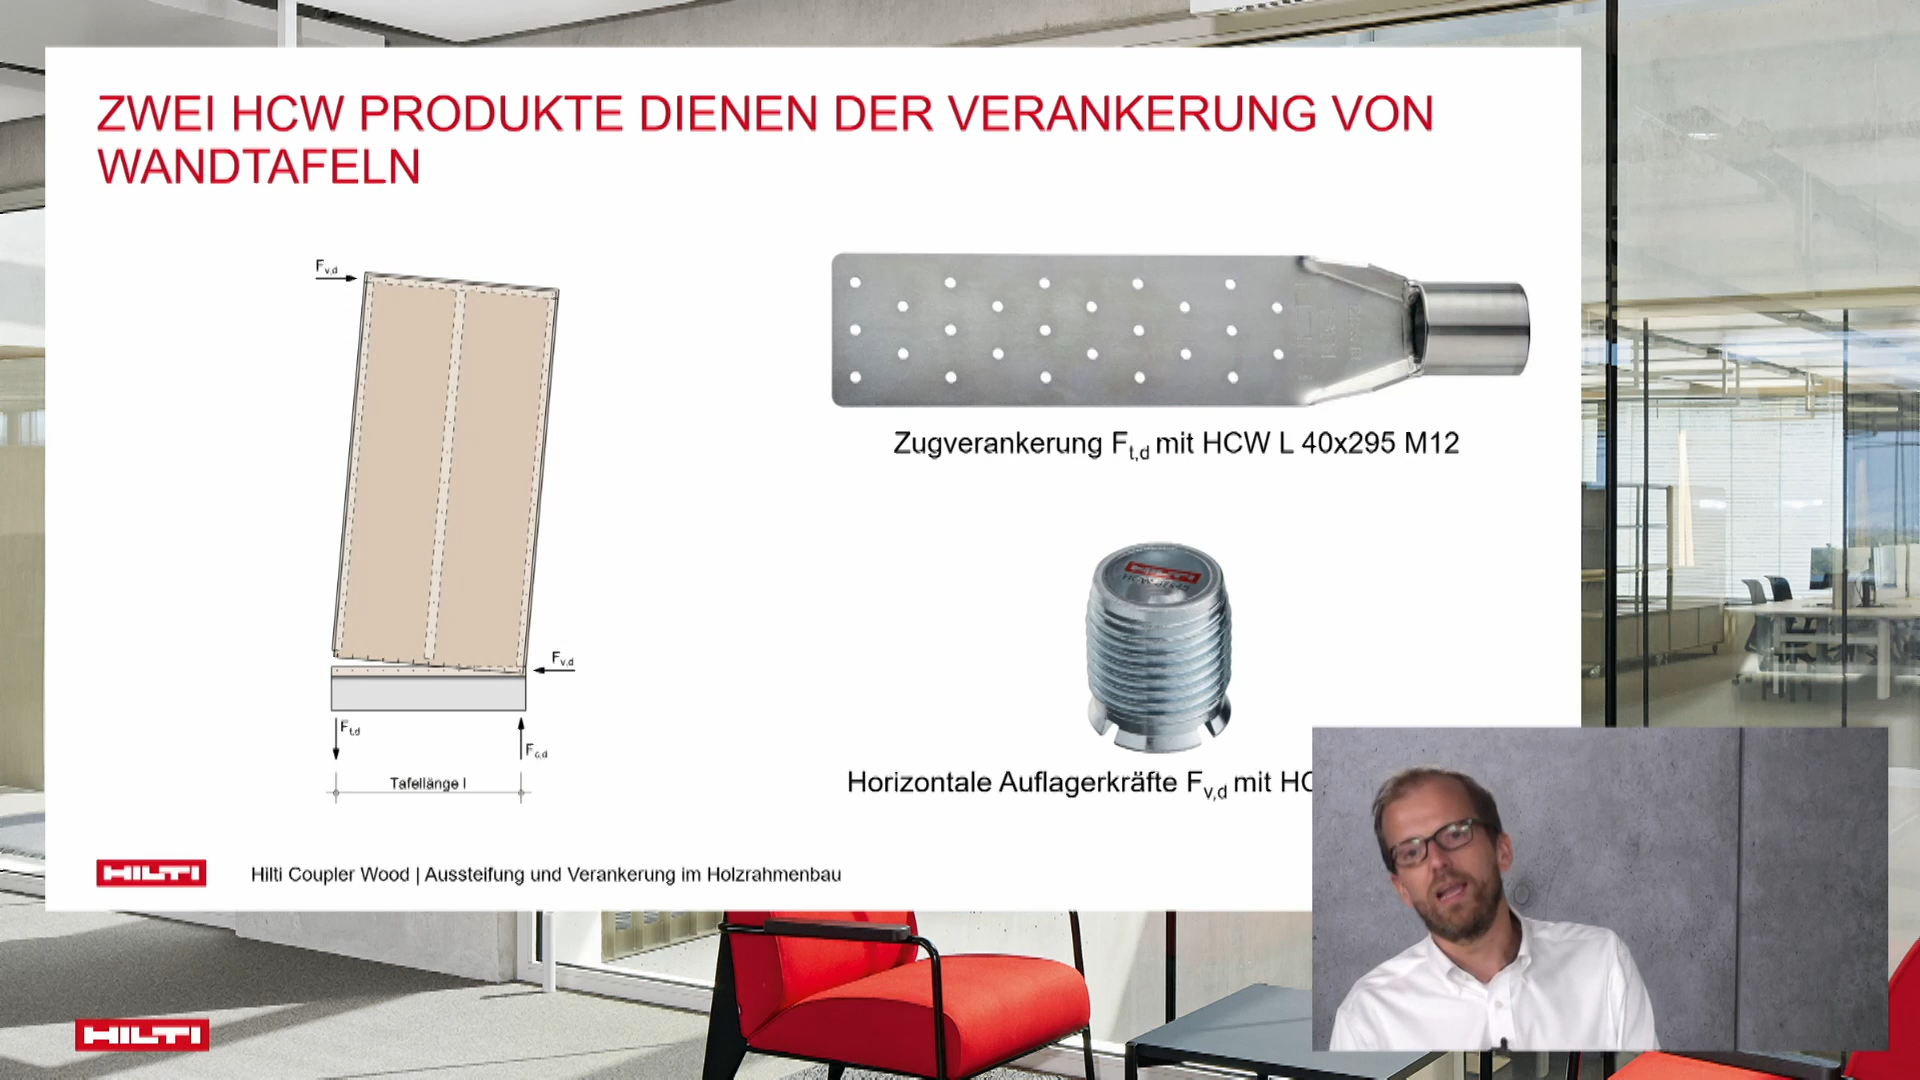 ZWEI HCW PRODUKTE DIENEN DER VERANKERUNG VON
WANDTAFELN
Fv,d
Fv,d
Ft,d
Fc,d
Tafellänge l
Zugverankerung Ft,d mit HCW L 40x295 M12
HILTI
Horizontale Auflagerkräfte Fv,d mit HC
HILTI
Hilti Coupler Wood | Aussteifung und Verankerung im Holzrahmenbau
HILTI